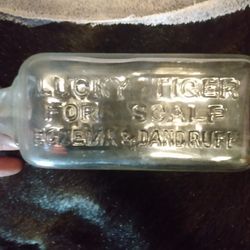 LUCKY TIGER
FOR SCALP
ECZEMA & DANDRUFF